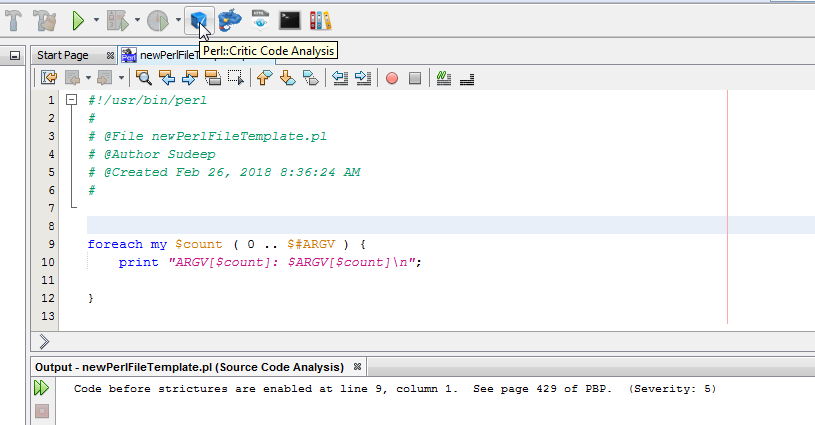 Perl::Critic Code Analysis
Start Page
newPerlFileTe
1 #!/usr/bin/perl
2 #
3 # @File newPerlFileTemplate.pl
4 # @Author Sudeep
5 # @Created Feb 26, 2018 8:36:24 AM
6 #
7
8
9 foreach my $count ( 0 .. $#ARGV ) {
10 print "ARGV[$count]: $ARGV[$count]\n";
11
12 }
13
Output - newPerlFileTemplate.pl (Source Code Analysis)
Code before strictures are enabled at line 9, column 1. See page 429 of PBP. (Severity: 5)